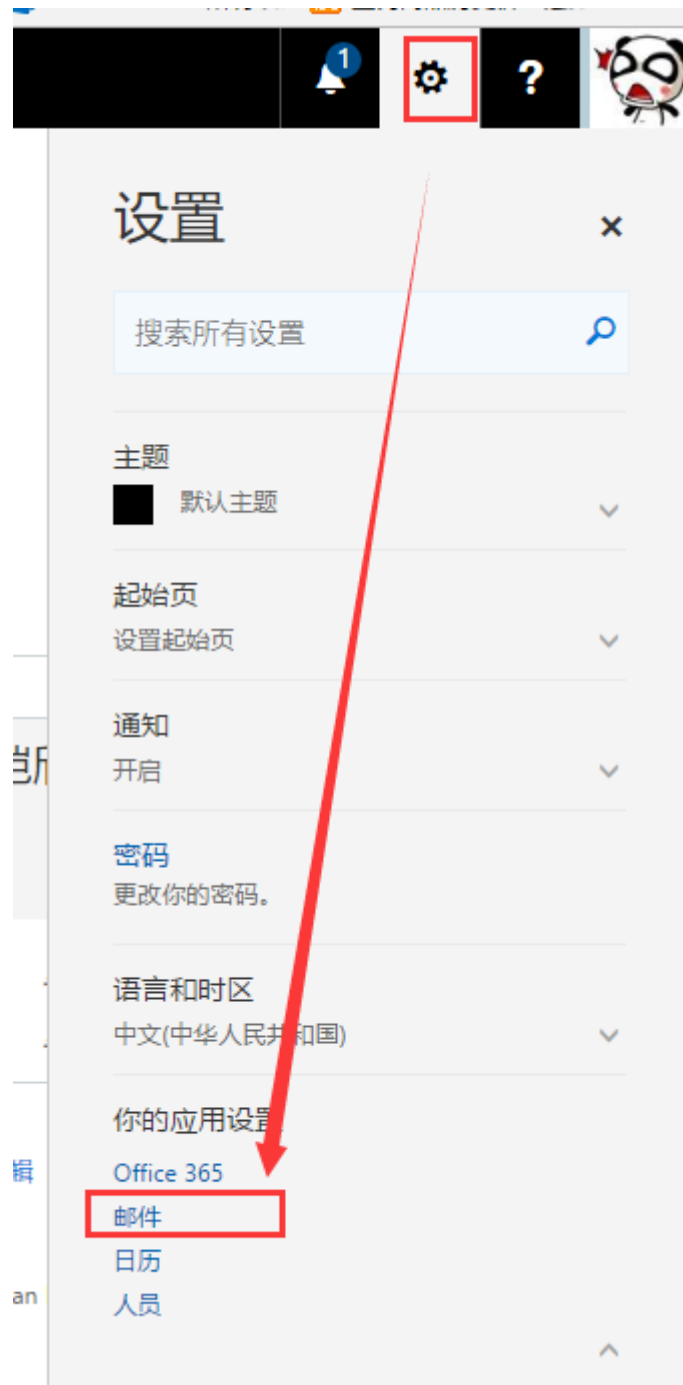 1
?
设置
×
搜索所有设置
主题
默认主题
起始页
设置起始页
通知
开启
密码
更改你的密码。
语言和时区
中文(中华人民共和国)
你的应用设置
Office 365
辑
邮件
日历
an
人员